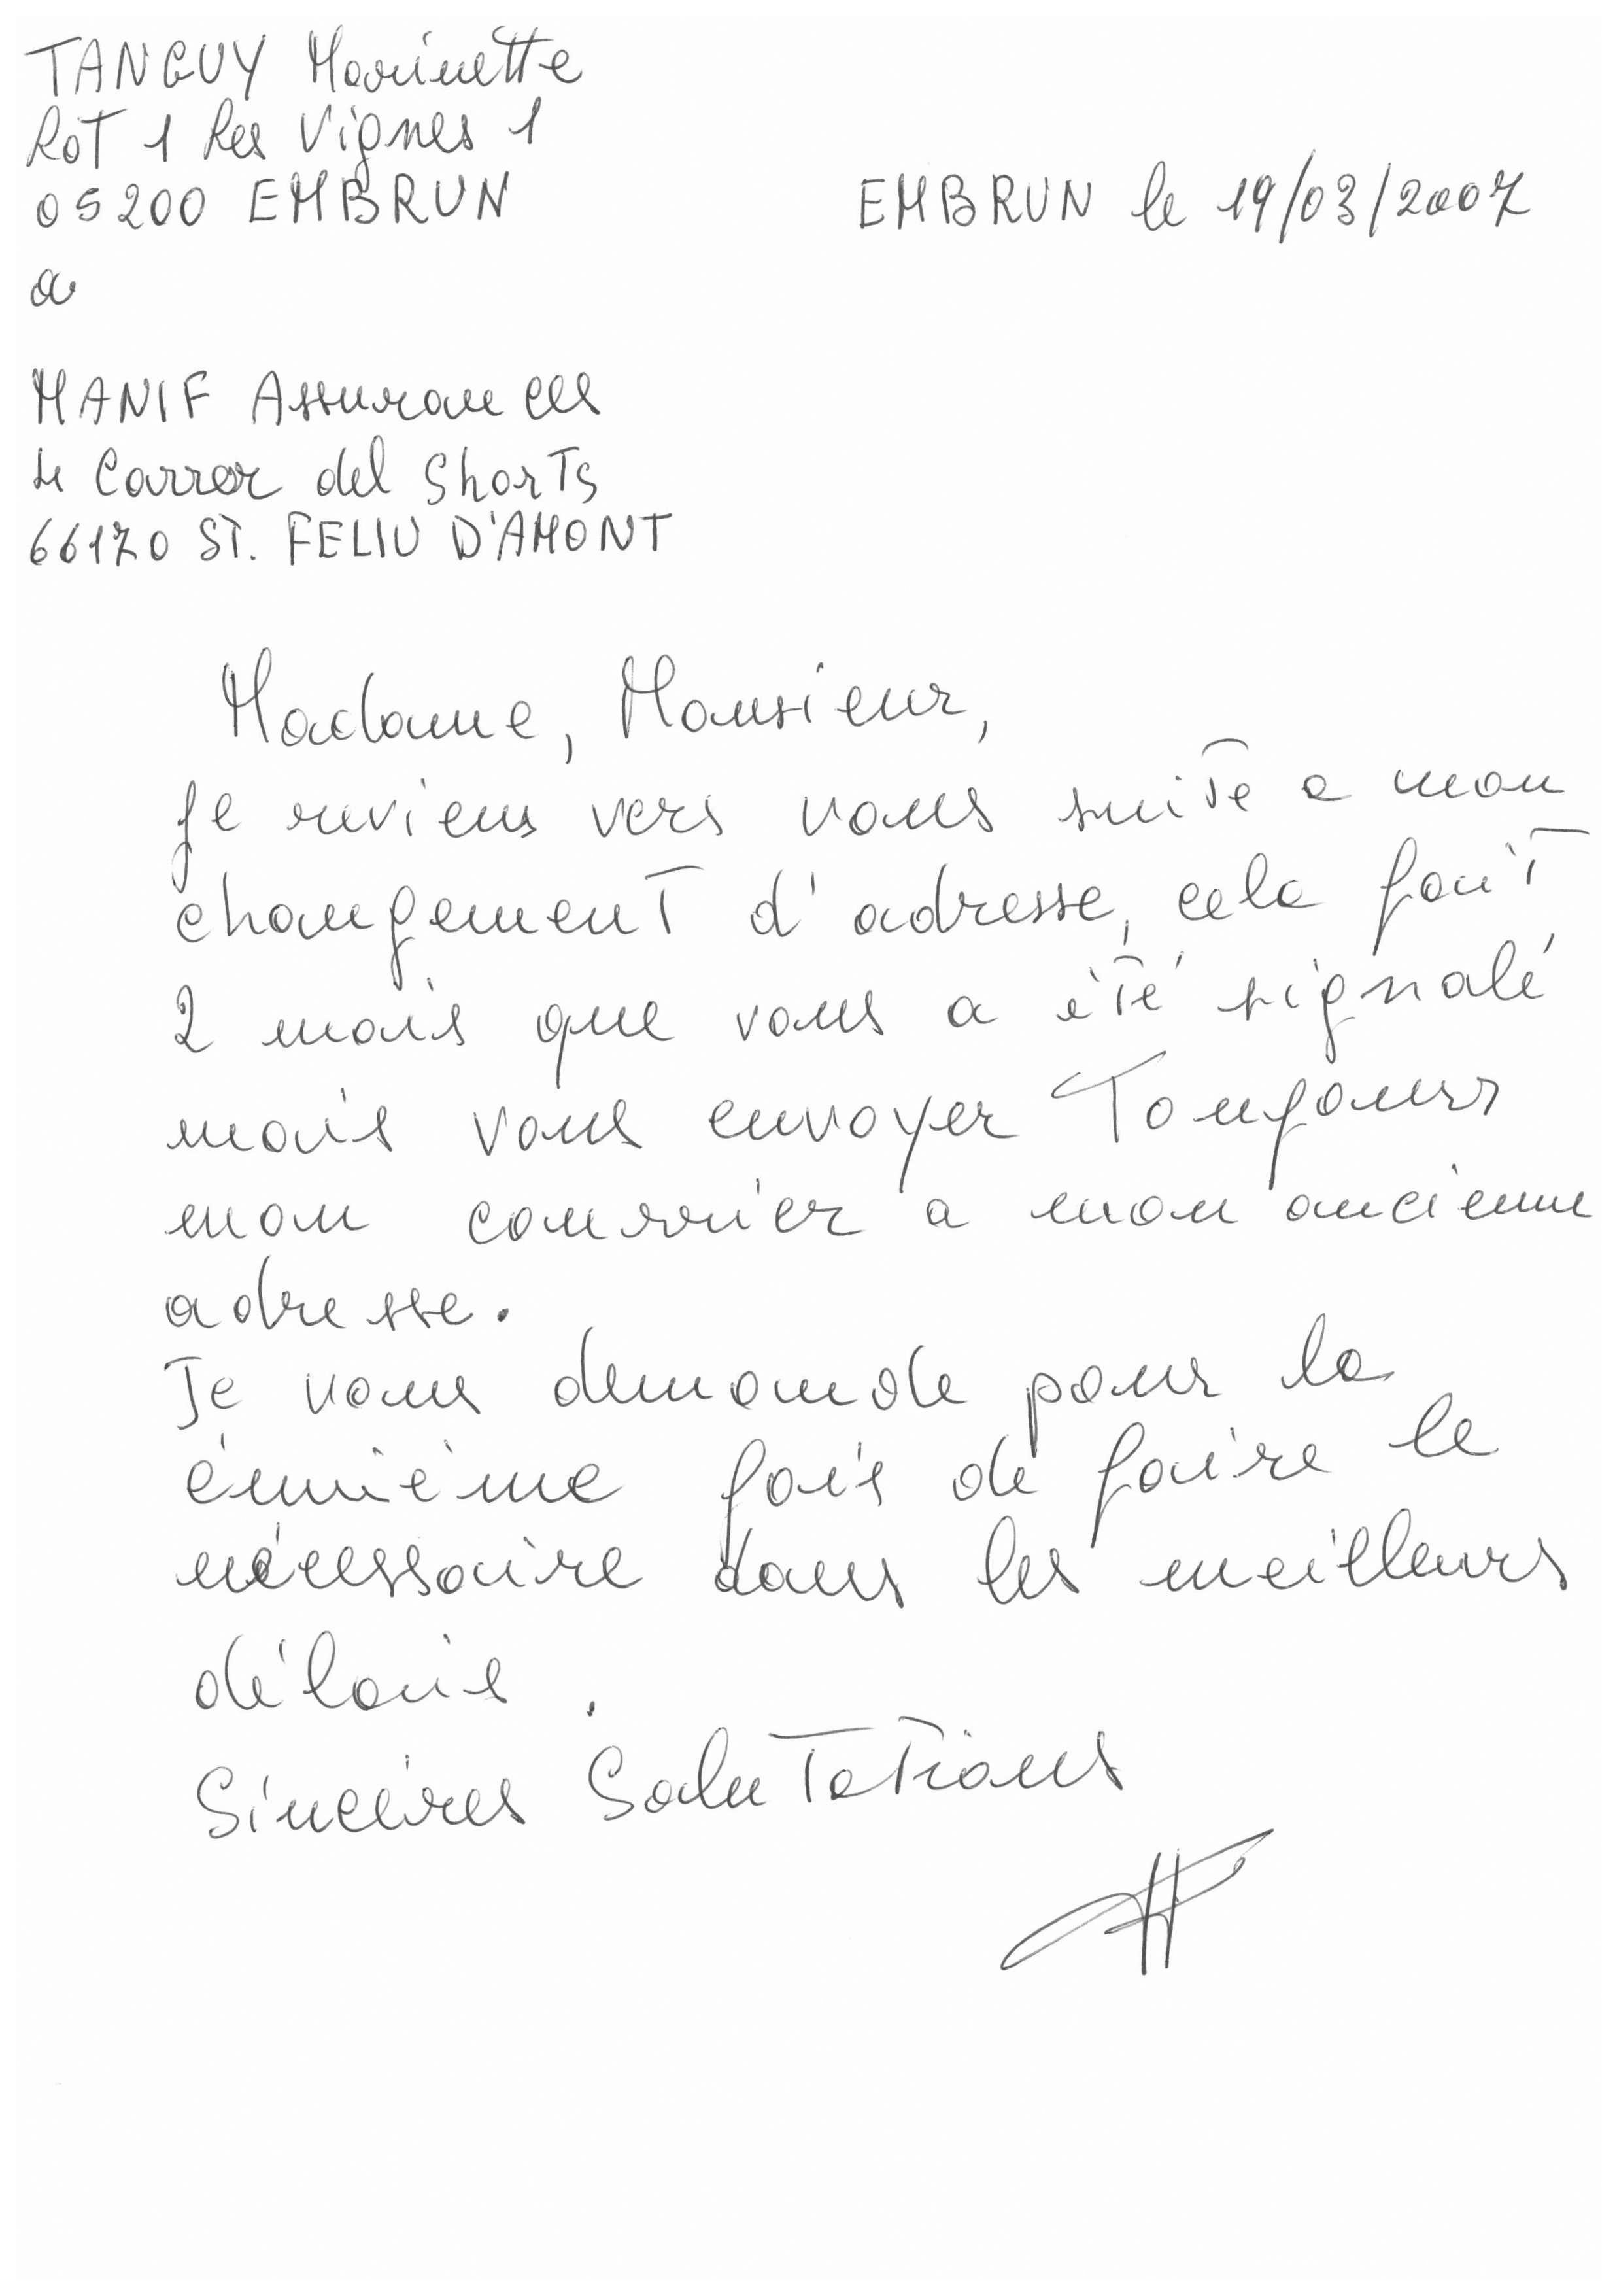 TANGUY Marinette
Lot 1 Les Vignes 1
05200 EMBRUN
EMBRUN le 19/03/2007
a
MANIF Assurances
4 Carrer del Shorts
66170 ST. FELIU D'AMONT
Madame, Monsieur,
je reviens vers vous suite a mon
changement d'adresse, cela fait
2 mois que vous a été signalé
mais vous envoyer Toujours
mon courrier a mon ancienne
adresse.
Je vous demande pour la
énnième fois de faire le
nécessaire dans les meilleurs
délais.
Sincères Salutations